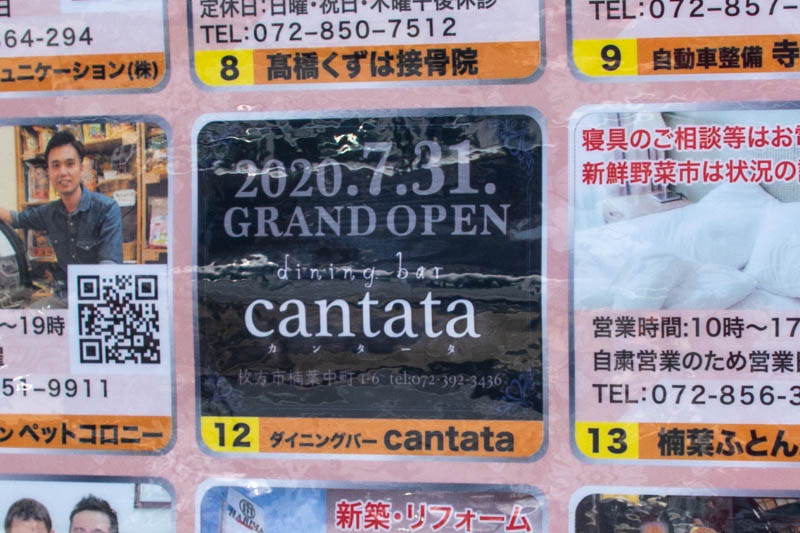 定休日:日曜・祝日・木曜午後休診
TEL:072-850-7512
8 髙橋くずは接骨院
64-294
ュニケーション(株)
TEL:072-857-
9 自動車整備 寺
〜19時
51-9911
ン ペットコロニー
2020.7.31.
GRAND OPEN
dining bar
cantata
カンタータ
枚方市楠葉中町 1-6 tel:072-392-3436
12 ダイニングバー cantata
寝具のご相談等はお
新鮮野菜市は状況の
営業時間:10時〜17
自粛営業のため営業
TEL:072-856-3
13 楠葉ふとん
新築・リフォーム